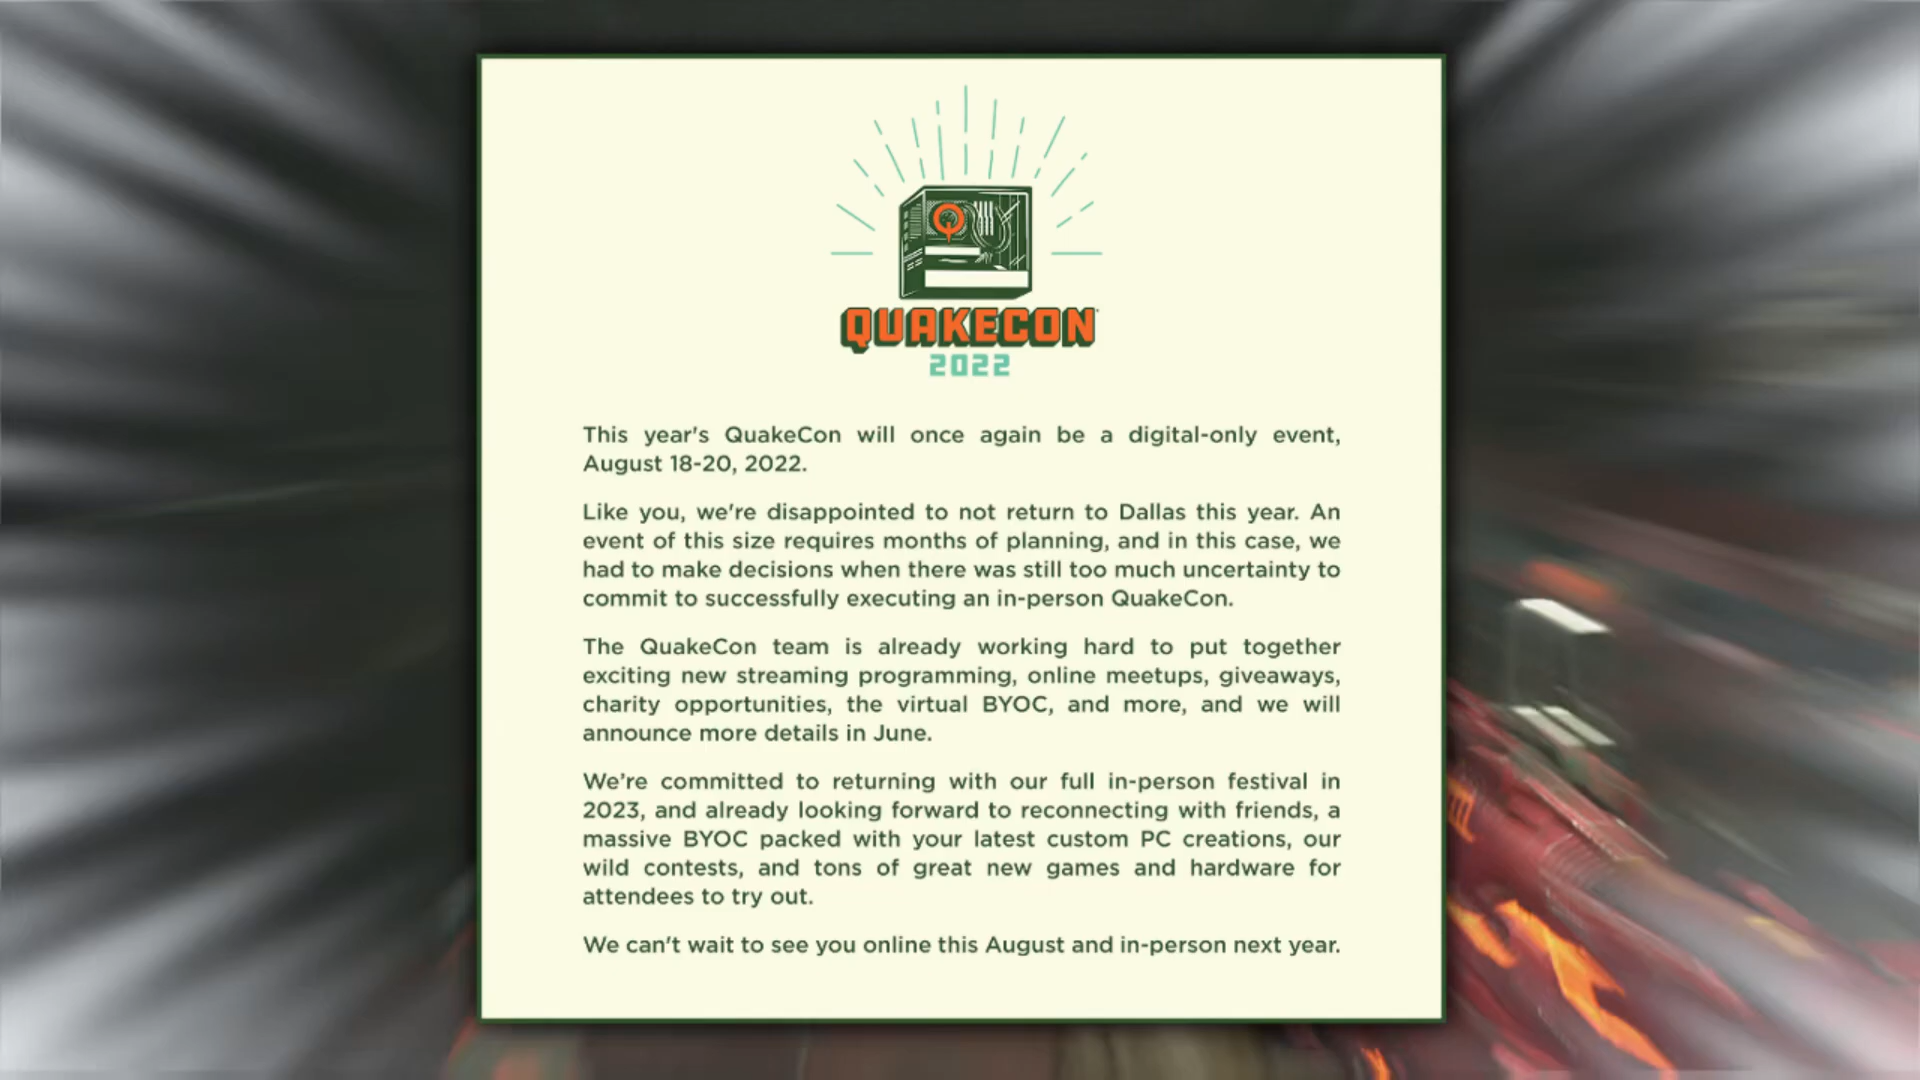 QUAKECON
2022
This year's QuakeCon will once again be a digital-only event,
August 18-20, 2022.
Like you, we're disappointed to not return to Dallas this year. An
event of this size requires months of planning, and in this case, we
had to make decisions when there was still too much uncertainty to
commit to successfully executing an in-person QuakeCon.
The QuakeCon team is already working hard to put together
exciting new streaming programming, online meetups, giveaways,
charity opportunities, the virtual BYOC, and more, and we will
announce more details in June.
We’re committed to returning with our full in-person festival in
2023, and already looking forward to reconnecting with friends, a
massive BYOC packed with your latest custom PC creations, our
wild contests, and tons of great new games and hardware for
attendees to try out.
We can't wait to see you online this August and in-person next year.